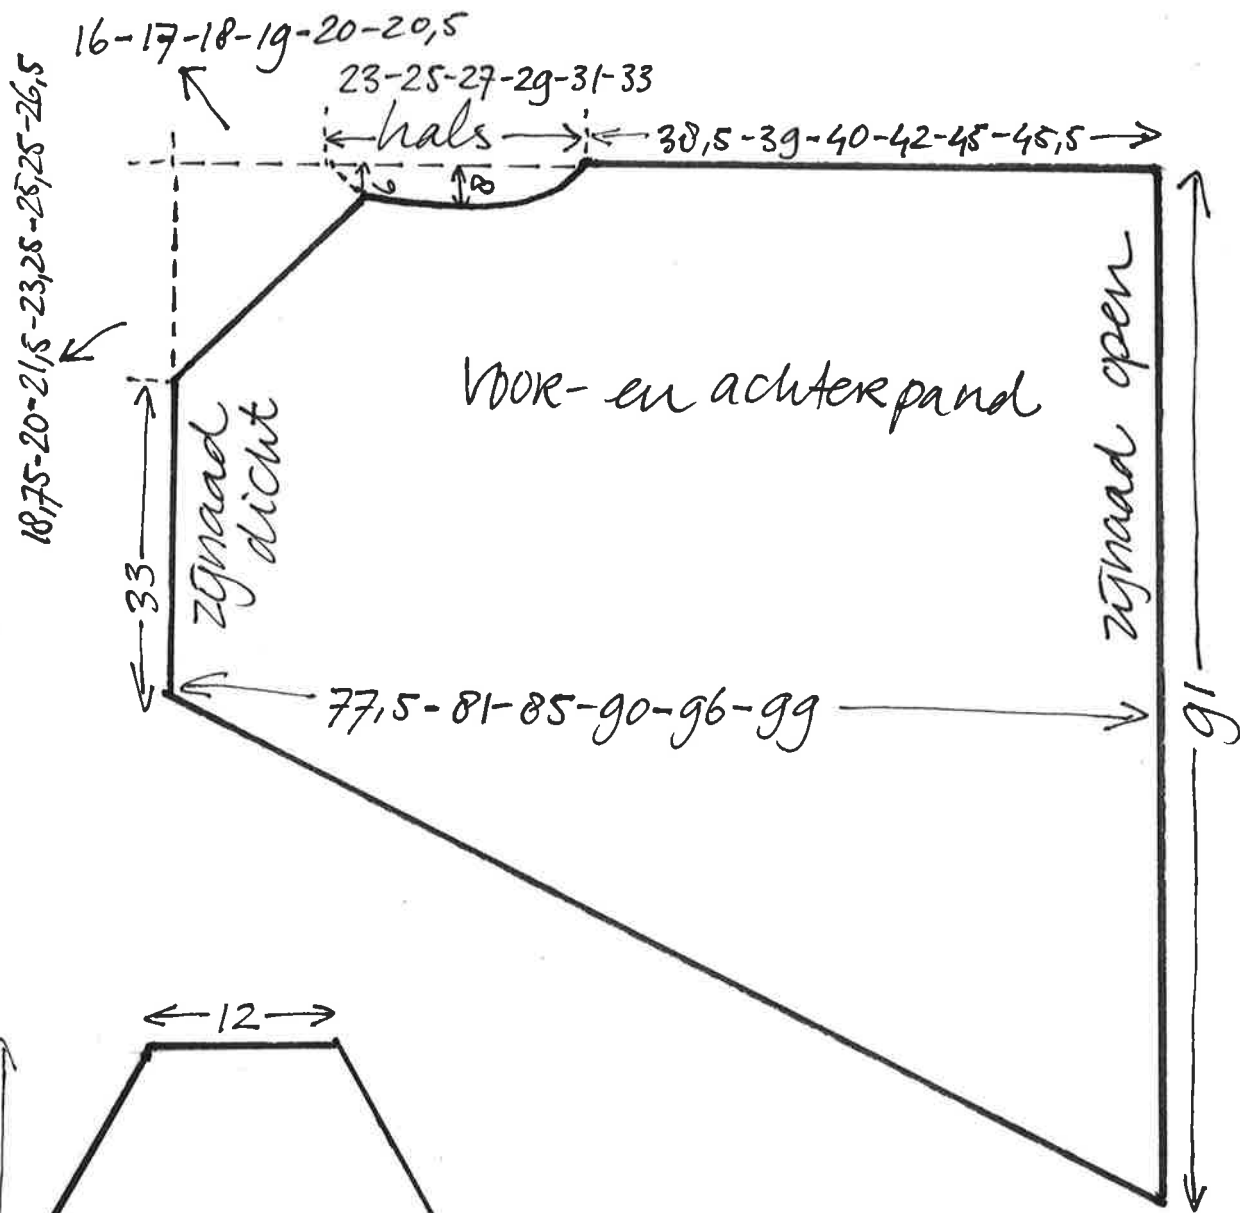 16-17-18-19-20-20,5
23-25-27-29-31-33
hals
38,5-39-40-42-45-45,5
6
8
18,75-20-21,5-23,25-25,25-26,5
Voor- en achterpand
zijnaad open
zijnaad
dicht
33
77,5-81-85-90-96-99
91
12